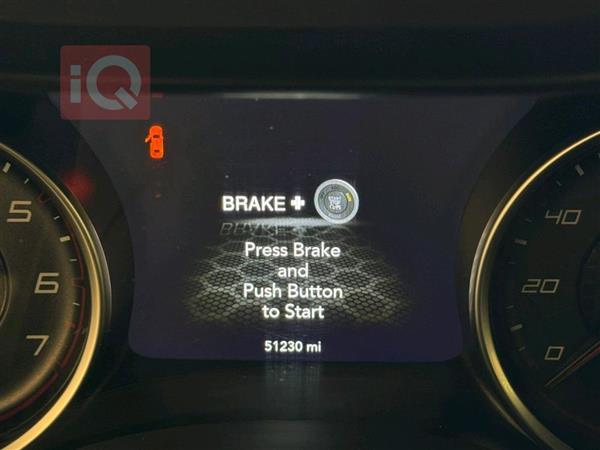 iQ
BRAKE +
Press Brake
and
Push Button
to Start
51230 mi
5
6
7
40
20
0